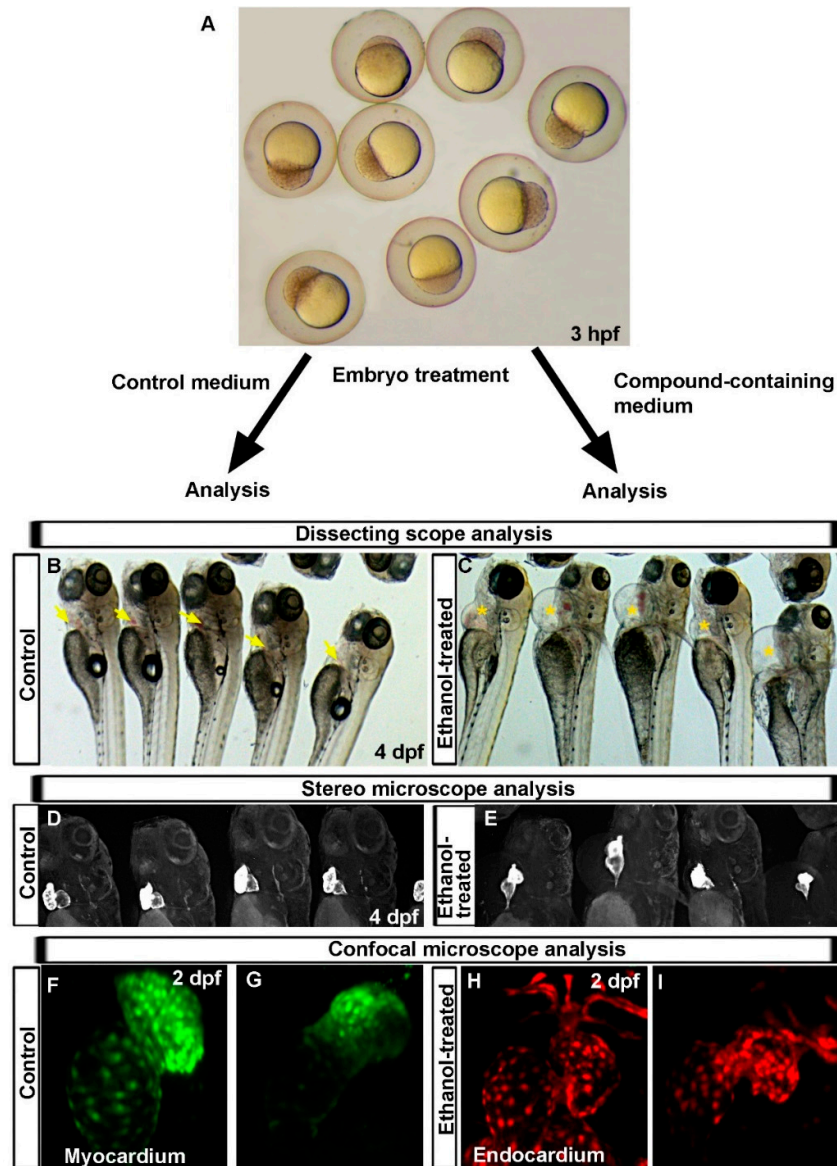 A
3 hpf
Control medium
Embryo treatment
Compound-containing
medium
Analysis
Analysis
Dissecting scope analysis
Control
B
4 dpf
Ethanol-treated
C
Stereo microscope analysis
Control
D
4 dpf
Ethanol-
treated
E
Confocal microscope analysis
Control
F
2 dpf
Myocardium
G
Ethanol-treated
H
2 dpf
Endocardium
I